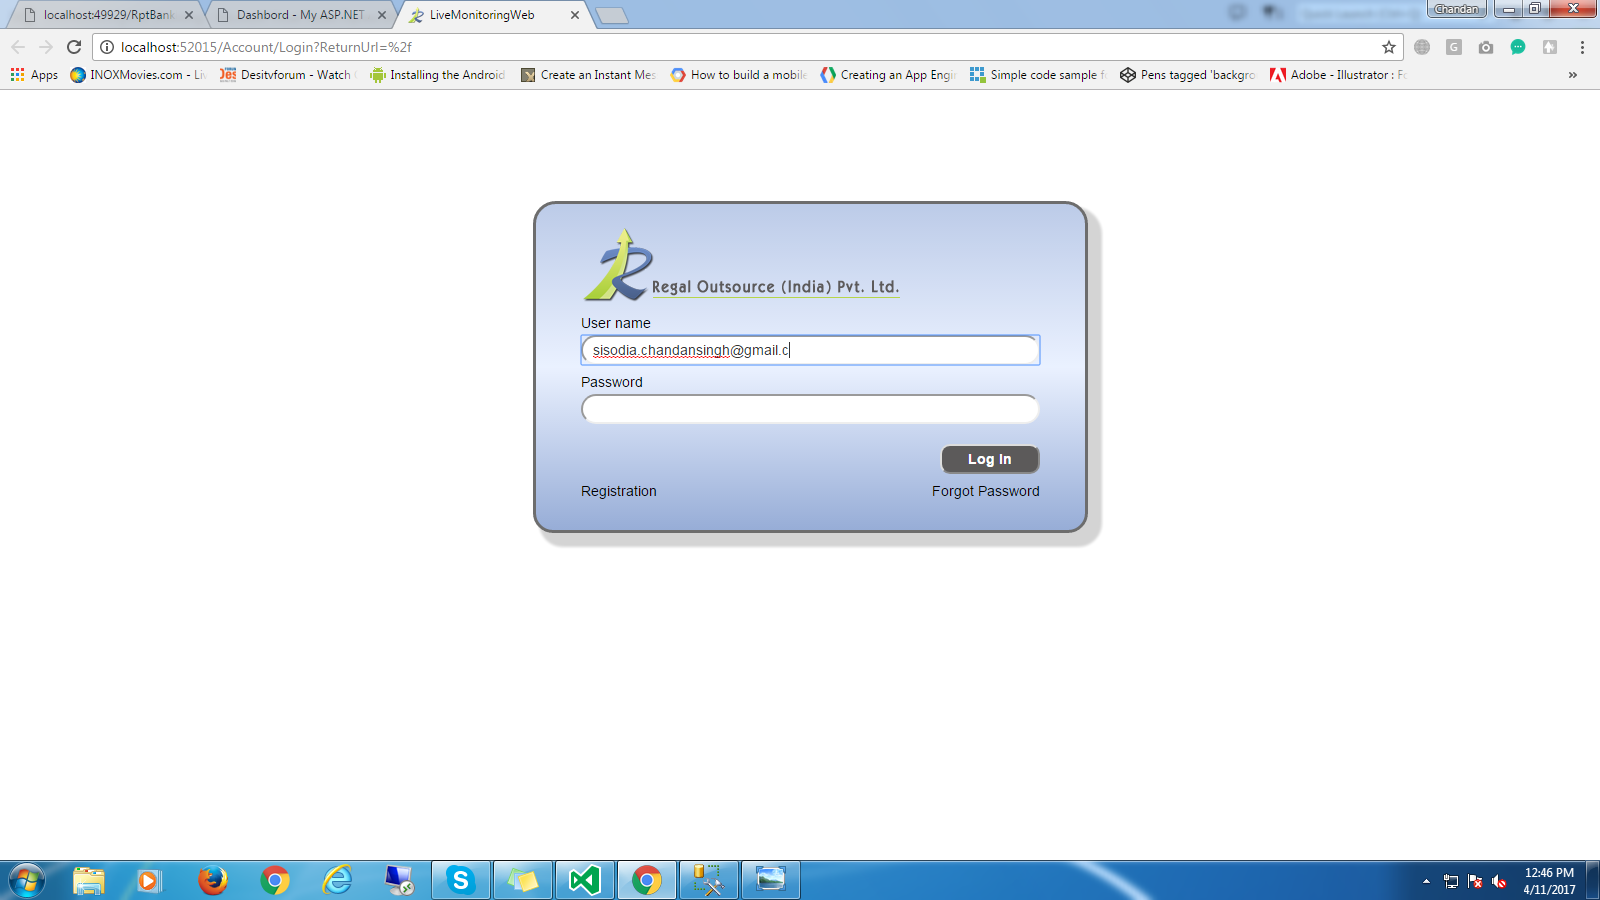 localhost:49929/RptBank
Dashbord - My ASP.NET
LiveMonitoringWeb
Chandan
localhost:52015/Account/Login?ReturnUrl=%2f
Apps
INOXMovies.com - Li
Desitvforum - Watch
Installing the Android
Create an Instant Mes
How to build a mobile
Creating an App Engi
Simple code sample f
Pens tagged 'backgro
Adobe - Illustrator : Fo
»
Regal Outsource (India) Pvt. Ltd.
User name
sisodia.chandansingh@gmail.c
Password
Log In
Registration
Forgot Password
12:46 PM
4/11/2017